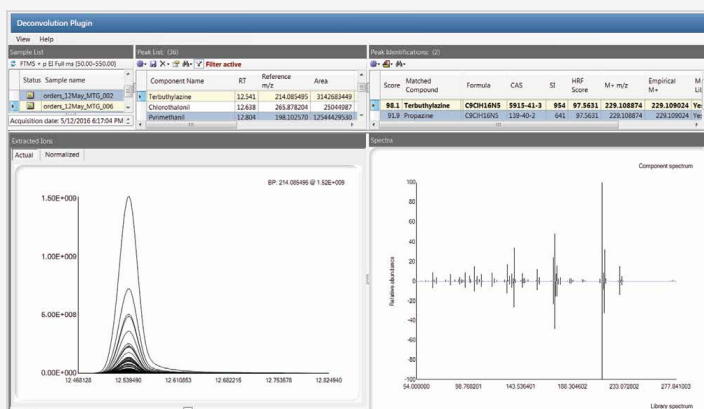 Deconvolution Plugin
View Help
Sample List
FTMS + p EI Full ms [50.00-550.00]
Status Sample name
orders_12May_MTG_002
orders_12May_MTG_006
Acquisition date: 5/12/2016 6:17:04 PM
Peak List: (36)
Filter active
Component Name RT Reference m/z Area
Terbuthylazine 12.541 214.085495 3142683449
Chlorothalonil 12.638 265.878204 25044987
Pyrimethanil 12.804 198.102570 12544429530
Peak Identifications: (2)
Score Matched Compound Formula CAS SI HRF Score M+ m/z Empirical M+
98.1 Terbuthylazine C9ClH16N5 5915-41-3 954 97.5631 229.108874 229.109024 Yes
91.9 Propazine C9ClH16N5 139-40-2 641 97.5631 229.108874 229.109024 Yes
Extracted Ions
Actual Normalized
BP: 214.085495 @ 1.52E+009
1.50E+009
1.00E+009
5.00E+008
0.00E+000
12.468128 12.539490 12.610853 12.682215 12.753578 12.824940
Spectra
Component spectrum
Relative abundance
100
80
60
40
20
0
-20
-40
-60
-80
-100
54.000000 98.768201 143.536401 188.304602 233.072802 277.841003
Library spectrum